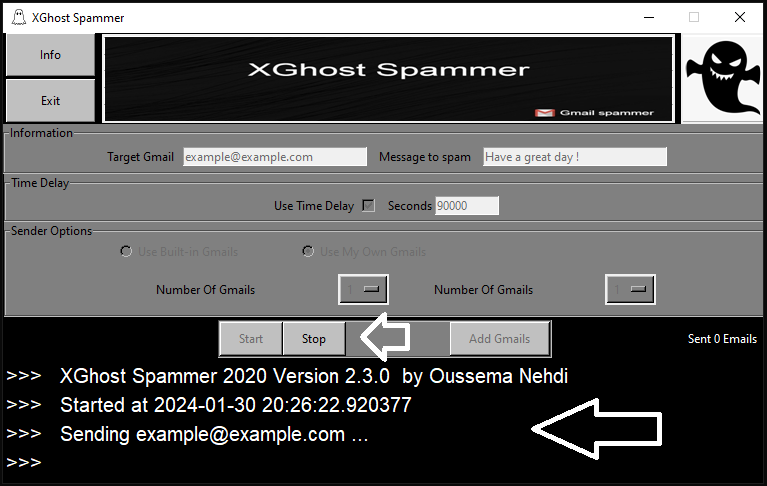 XGhost Spammer
Info
Exit
XGhost Spammer
Gmail spammer
Information
Target Gmail example@example.com Message to spam Have a great day !
Time Delay
Use Time Delay Seconds 90000
Sender Options
Use Built-in Gmails Use My Own Gmails
Number Of Gmails 1 Number Of Gmails 1
Start Stop Add Gmails Sent 0 Emails
>>> XGhost Spammer 2020 Version 2.3.0 by Oussema Nehdi
>>> Started at 2024-01-30 20:26:22.920377
>>> Sending example@example.com ...
>>>